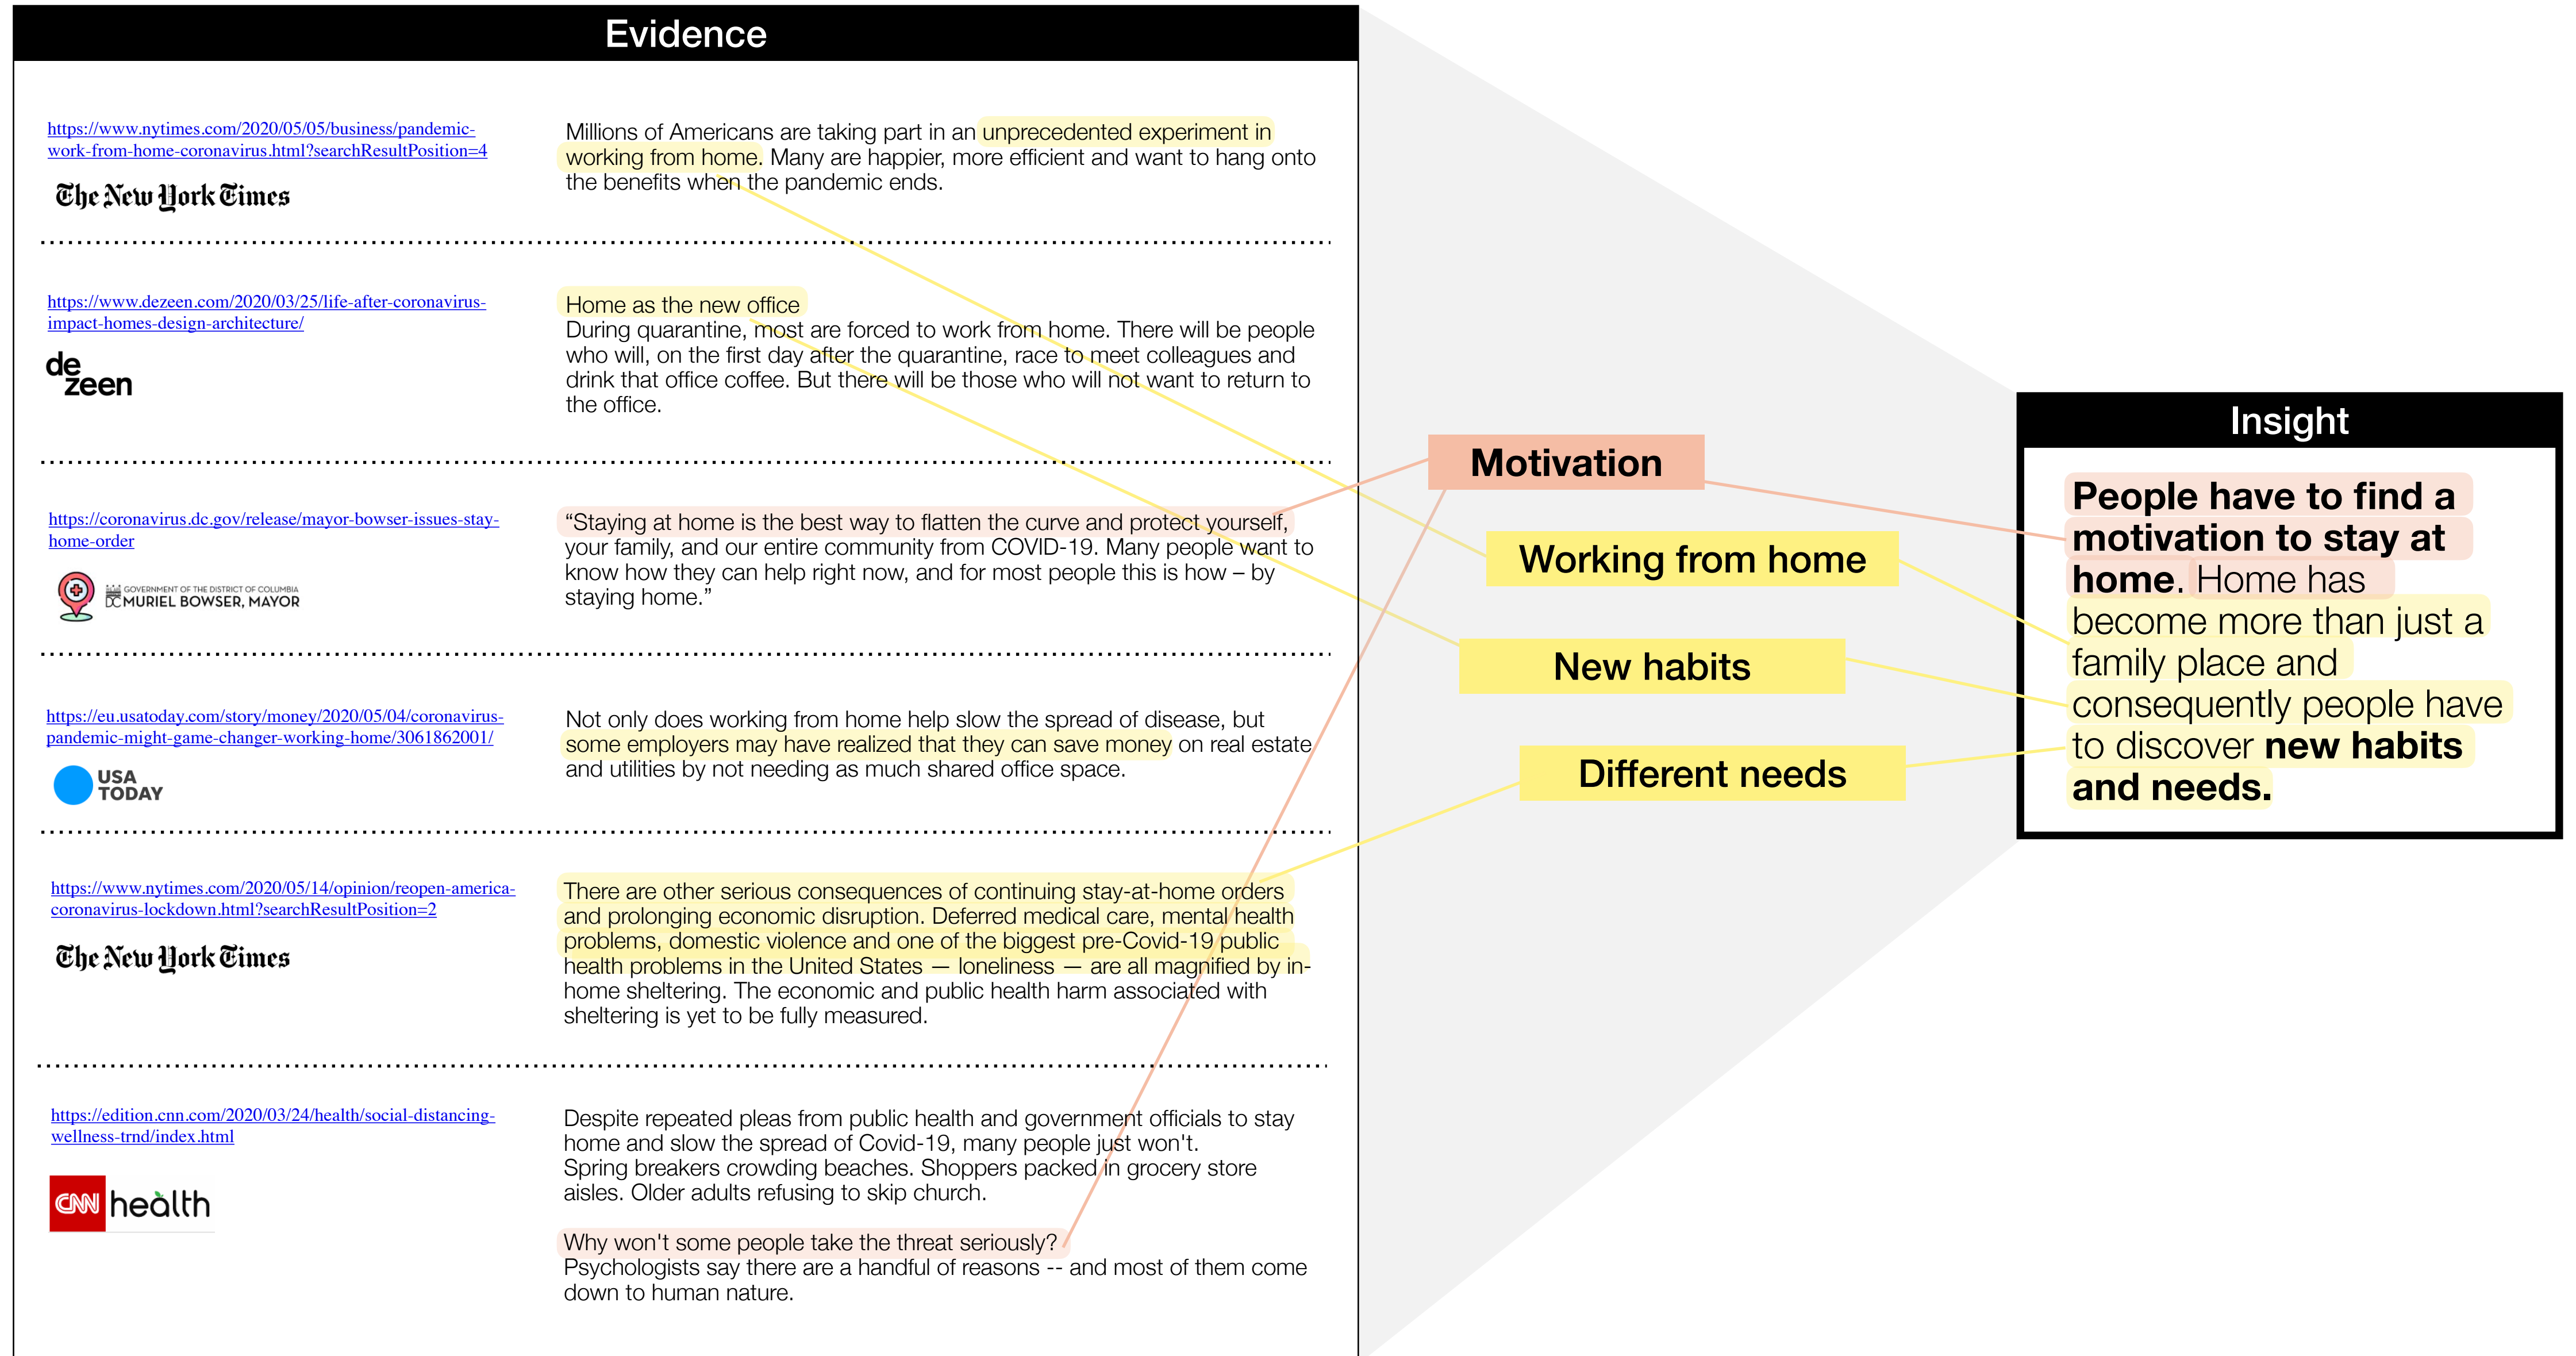 Evidence
https://www.nytimes.com/2020/05/05/business/pandemic-
work-from-home-coronavirus.html?searchResultPosition=4
The New York Times
Millions of Americans are taking part in an unprecedented experiment in
working from home. Many are happier, more efficient and want to hang onto
the benefits when the pandemic ends.
https://www.dezeen.com/2020/03/25/life-after-coronavirus-
impact-homes-design-architecture/
de
zeen
Home as the new office
During quarantine, most are forced to work from home. There will be people
who will, on the first day after the quarantine, race to meet colleagues and
drink that office coffee. But there will be those who will not want to return to
the office.
https://coronavirus.dc.gov/release/mayor-bowser-issues-stay-
home-order
GOVERNMENT OF THE DISTRICT OF COLUMBIA
DC MURIEL BOWSER, MAYOR
“Staying at home is the best way to flatten the curve and protect yourself,
your family, and our entire community from COVID-19. Many people want to
know how they can help right now, and for most people this is how – by
staying home.”
https://eu.usatoday.com/story/money/2020/05/04/coronavirus-
pandemic-might-game-changer-working-home/3061862001/
USA
TODAY
Not only does working from home help slow the spread of disease, but
some employers may have realized that they can save money on real estate
and utilities by not needing as much shared office space.
https://www.nytimes.com/2020/05/14/opinion/reopen-america-
coronavirus-lockdown.html?searchResultPosition=2
The New York Times
There are other serious consequences of continuing stay-at-home orders
and prolonging economic disruption. Deferred medical care, mental health
problems, domestic violence and one of the biggest pre-Covid-19 public
health problems in the United States — loneliness — are all magnified by in-
home sheltering. The economic and public health harm associated with
sheltering is yet to be fully measured.
https://edition.cnn.com/2020/03/24/health/social-distancing-
wellness-trnd/index.html
CNN health
Despite repeated pleas from public health and government officials to stay
home and slow the spread of Covid-19, many people just won't.
Spring breakers crowding beaches. Shoppers packed in grocery store
aisles. Older adults refusing to skip church.
Why won't some people take the threat seriously?
Psychologists say there are a handful of reasons -- and most of them come
down to human nature.
Motivation
Working from home
New habits
Different needs
Insight
People have to find a
motivation to stay at
home. Home has
become more than just a
family place and
consequently people have
to discover new habits
and needs.